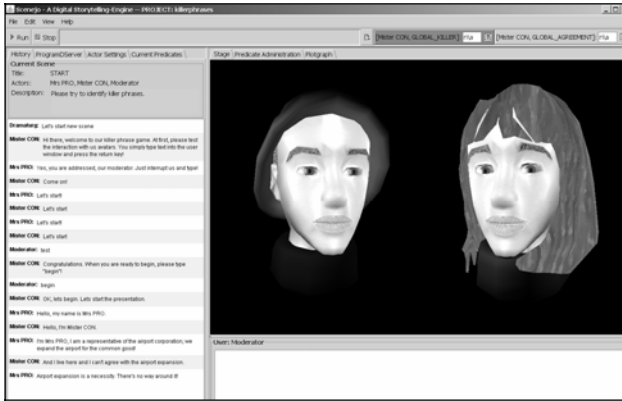 Scenejo - A Digital Storytelling-Engine -- PROJECT: killerphrases
File Edit View Help
Run Stop [Mister CON, GLOBAL_KILLER] n\a [Mister CON, GLOBAL_AGREEMENT] n\a
History ProgramDServer Actor Settings Current Predicates
Stage Predicate Administration Plotgraph
Current Scene
Title: START
Actors: Mrs PRO, Mister CON, Moderator
Description: Please try to identify killer phrases.
Dramaturg: Let's start new scene
Mister CON: Hi there, welcome to our killer phrase game. At first, please test
the interaction with us avatars. You simply type text into the user
window and press the return key!
Mrs PRO: Yes, you are addressed, our moderator. Just interrupt us and type!
Mister CON: Come on!
Mrs PRO: Let's start!
Mister CON: Let's start!
Mrs PRO: Let's start!
Mister CON: Let's start!
Moderator: test
Mister CON: Congratulations. When you are ready to begin, please type
"begin"!
Moderator: begin
Mister CON: OK, lets begin. Lets start the presentation.
Mrs PRO: Hello, my name is Mrs PRO.
Mister CON: Hello, I'm Mister CON.
Mrs PRO: I'm Mrs PRO, I am a representative of the airport corporation, we
expand the airport for the common good!
Mister CON: And I live here and I can't agree with the airport expansion.
Mrs PRO: Airport expansion is a necessity. There's no way around it!
User: Moderator